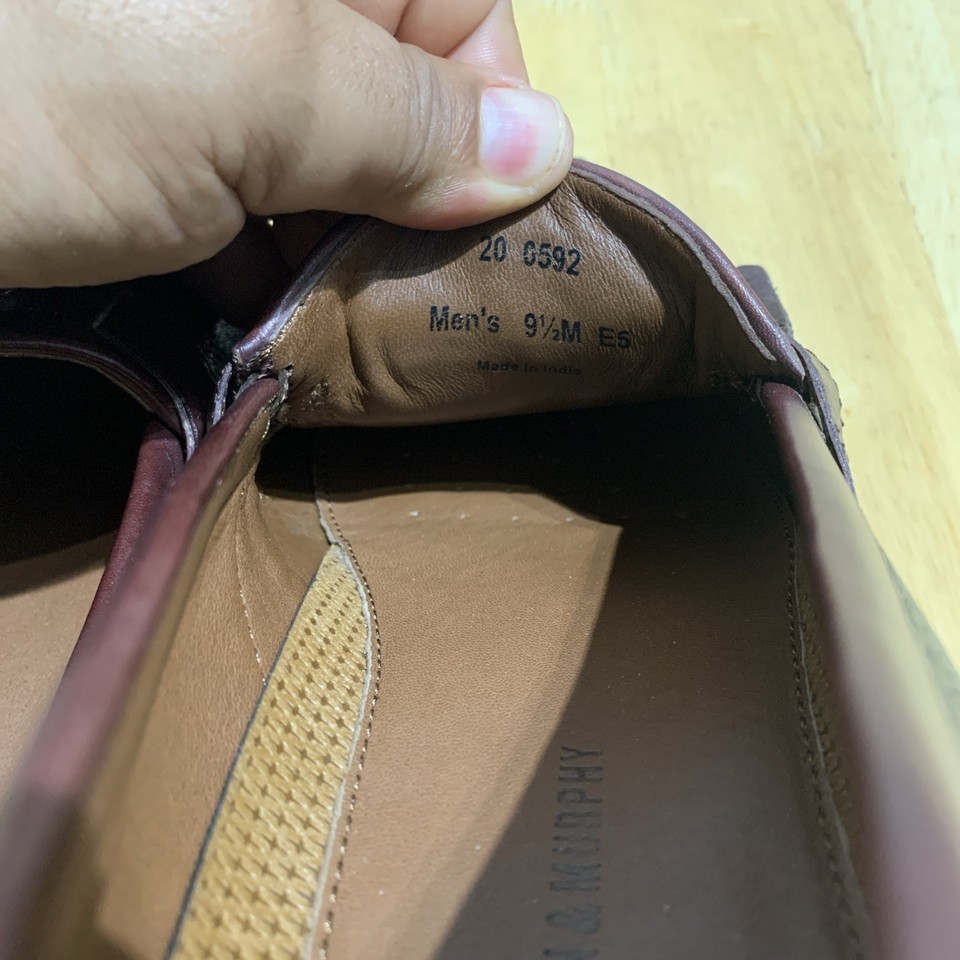 20 0592
Men's 9½M E5
Made in India
N & MURPHY